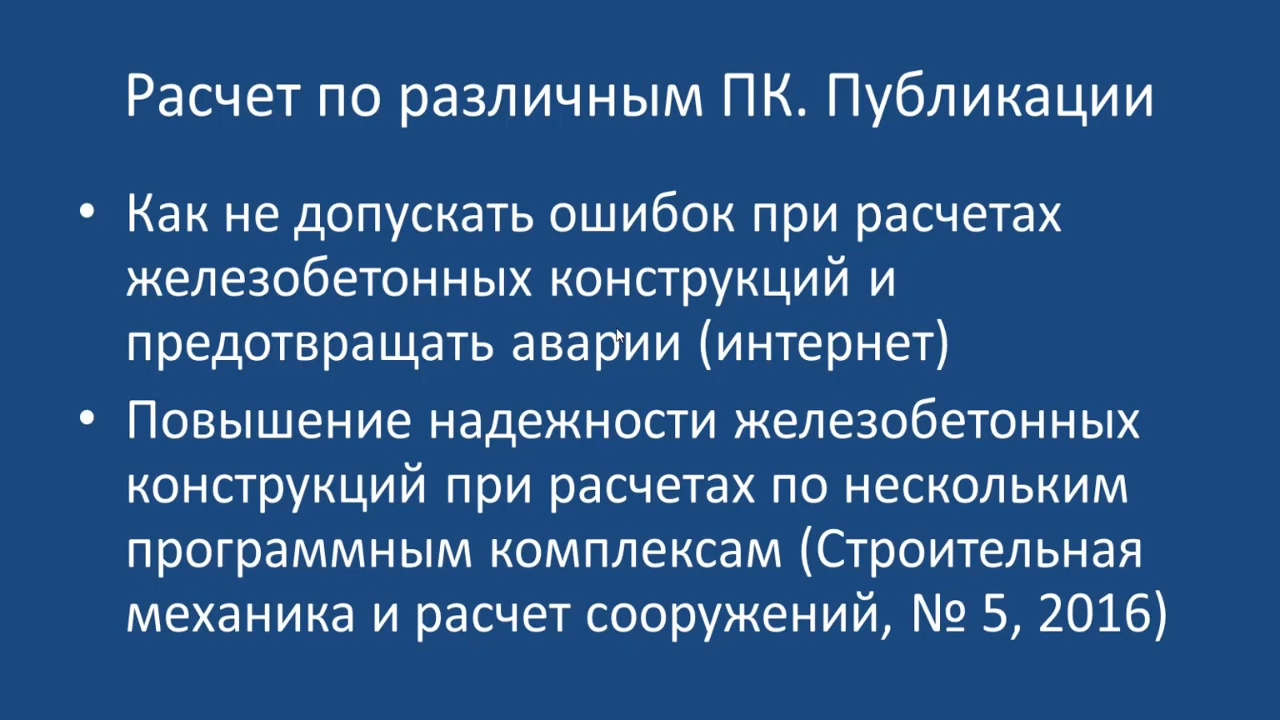 Расчет по различным ПК. Публикации
• Как не допускать ошибок при расчетах
железобетонных конструкций и
предотвращать аварии (интернет)
• Повышение надежности железобетонных
конструкций при расчетах по нескольким
программным комплексам (Строительная
механика и расчет сооружений, № 5, 2016)